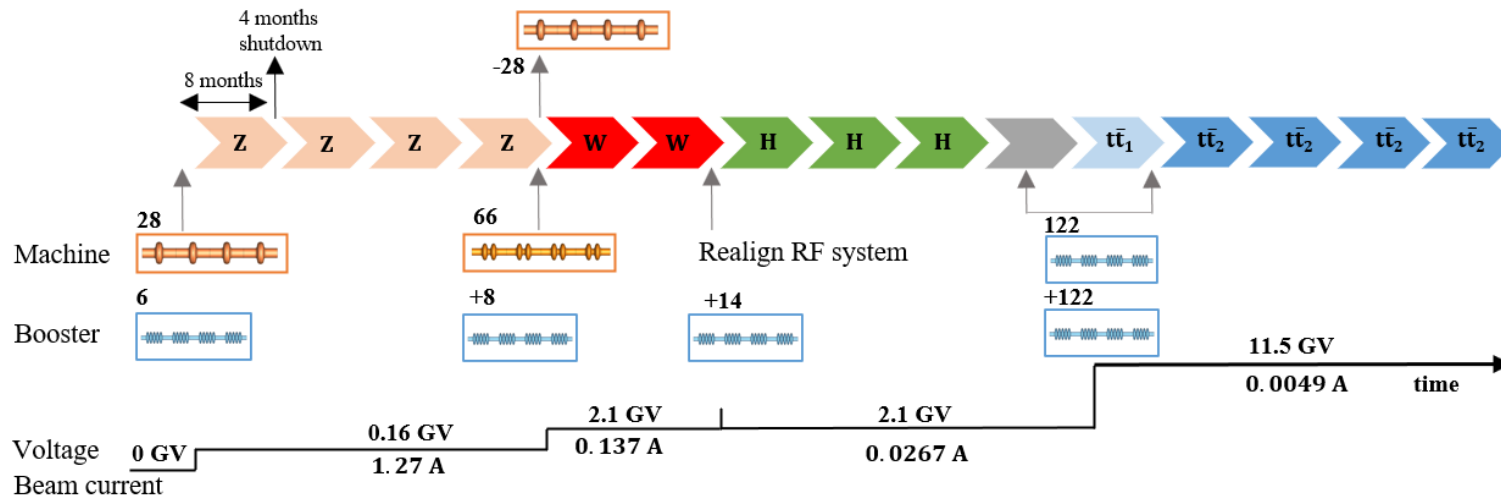 4 months
shutdown
-28
8 months
Z Z Z Z W W H H H tt̄₁ tt̄₂ tt̄₂ tt̄₂ tt̄₂
28 66 122
Machine Realign RF system
6 +8 +14 +122
Booster
11.5 GV
0.0049 A time
2.1 GV 2.1 GV
0.16 GV 0.137 A 0.0267 A
Voltage 0 GV 1.27 A
Beam current